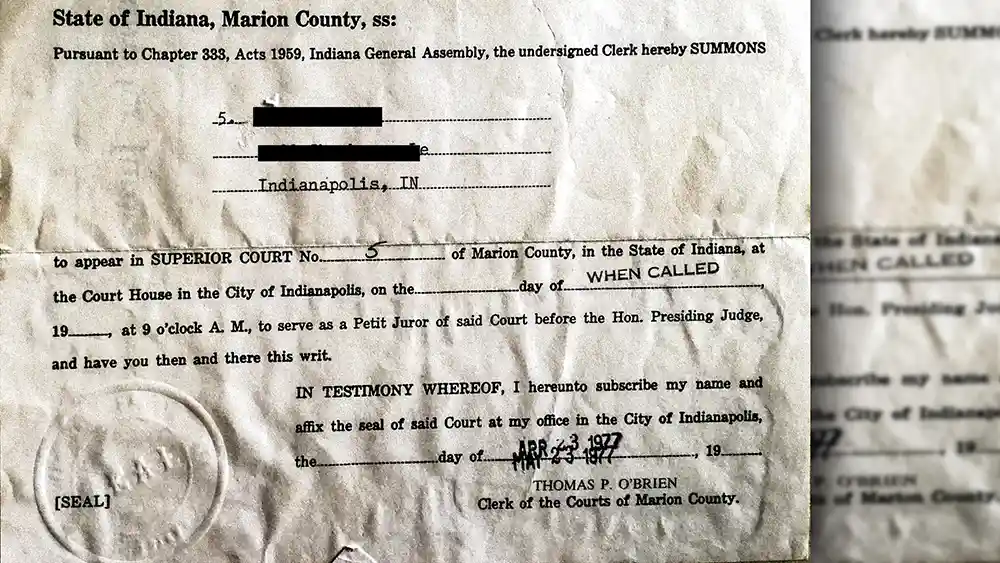 State of Indiana, Marion County, ss:
Pursuant to Chapter 333, Acts 1959, Indiana General Assembly, the undersigned Clerk hereby SUMMONS
5.
e
Indianapolis, IN
to appear in SUPERIOR COURT No. 5 of Marion County, in the State of Indiana, at
the Court House in the City of Indianapolis, on the day of WHEN CALLED,
19, at 9 o'clock A. M., to serve as a Petit Juror of said Court before the Hon. Presiding Judge,
and have you then and there this writ.
IN TESTIMONY WHEREOF, I hereunto subscribe my name and
affix the seal of said Court at my office in the City of Indianapolis,
the day of 23 1977, 19
THOMAS P. O'BRIEN
[SEAL]
Clerk of the Courts of Marion County.